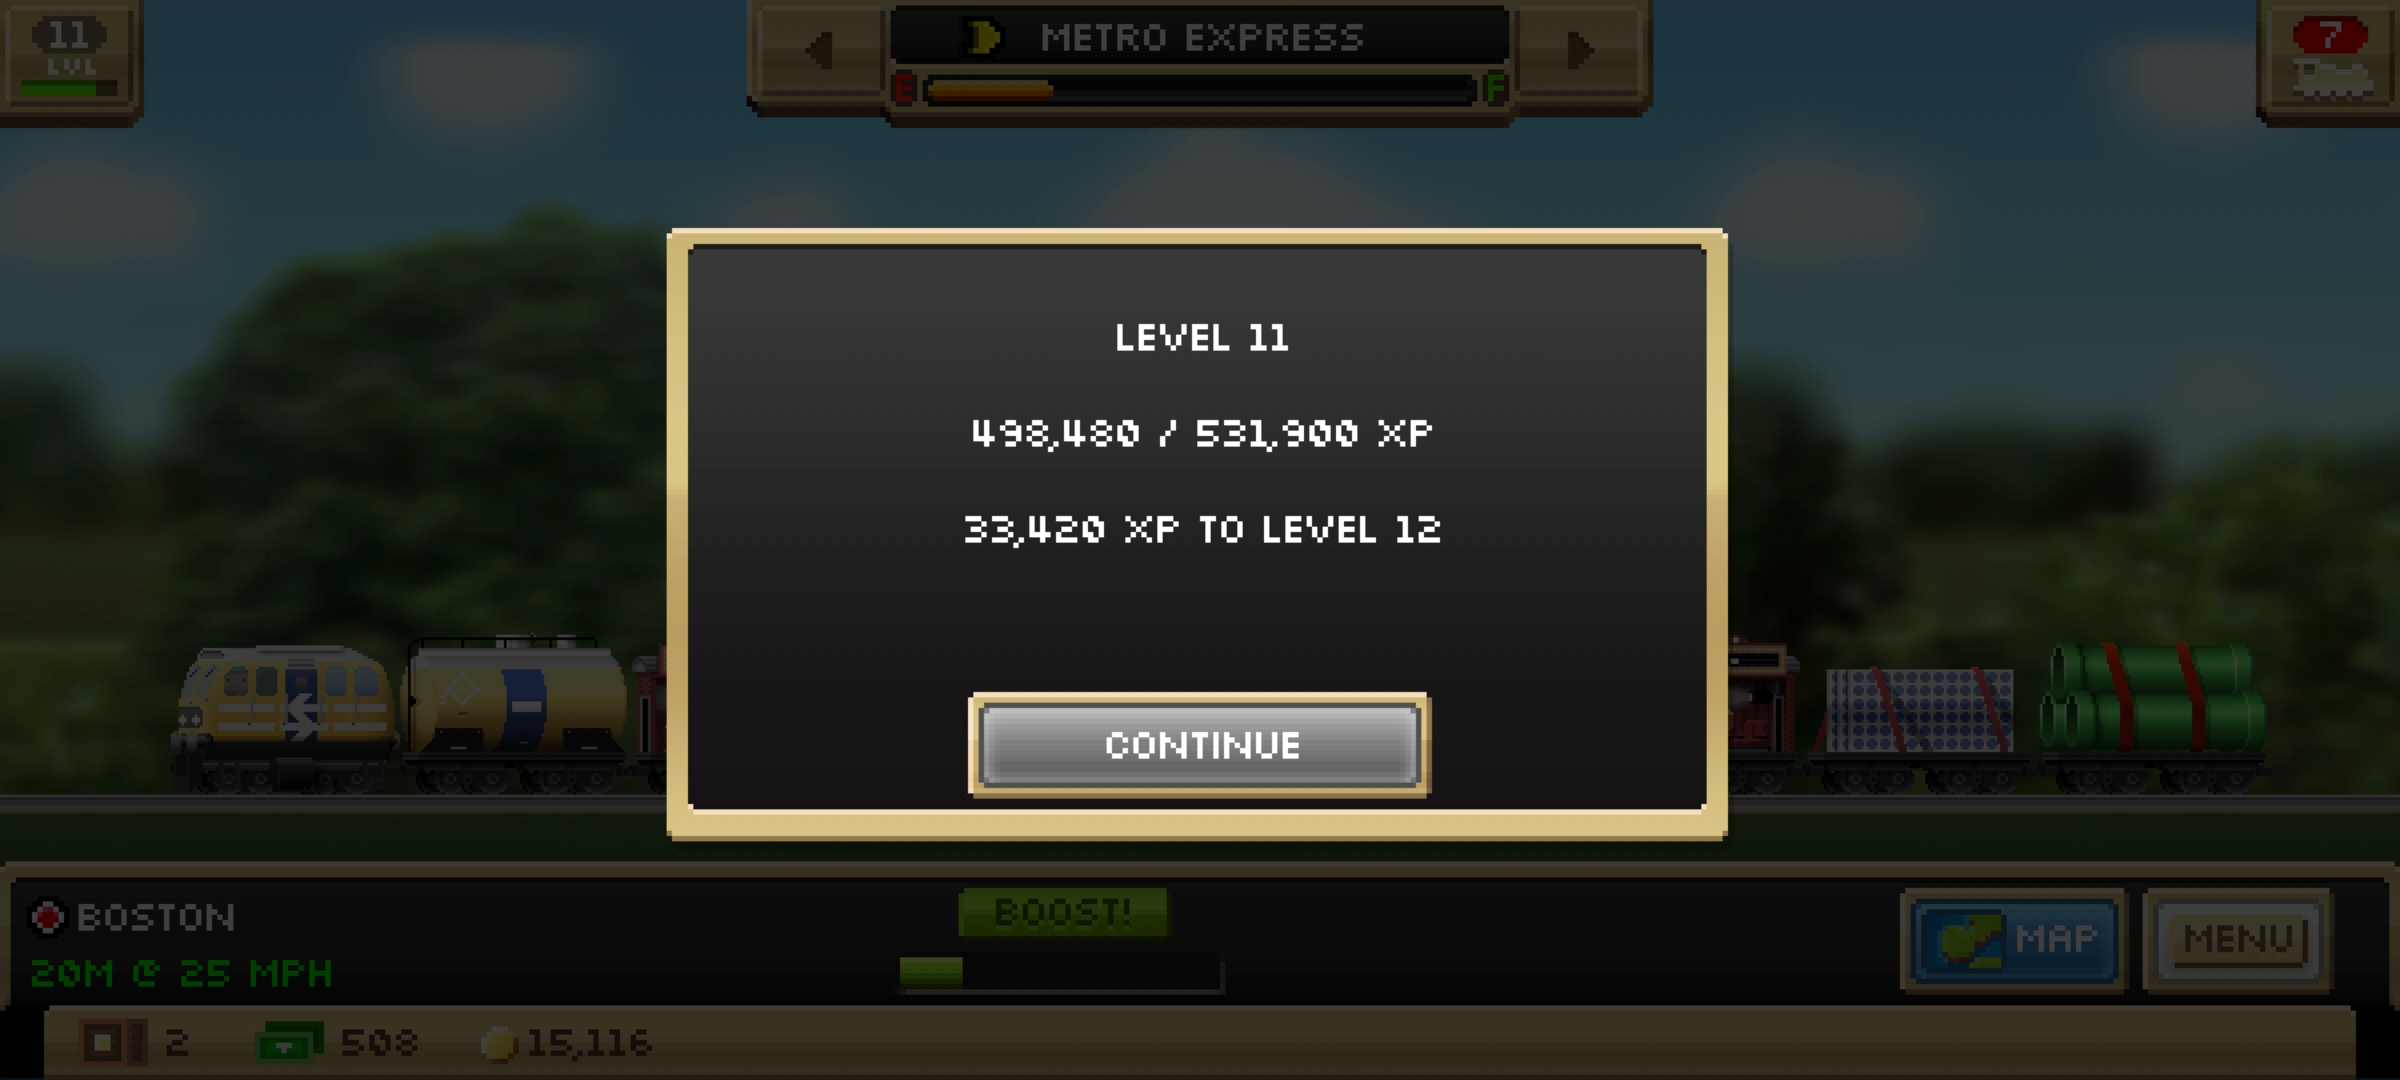 11
LVL
METRO EXPRESS
E F
7
LEVEL 11
498,480 / 531,900 XP
33,420 XP TO LEVEL 12
CONTINUE
BOSTON
20M @ 25 MPH
BOOST!
MAP
MENU
2 508 15,116